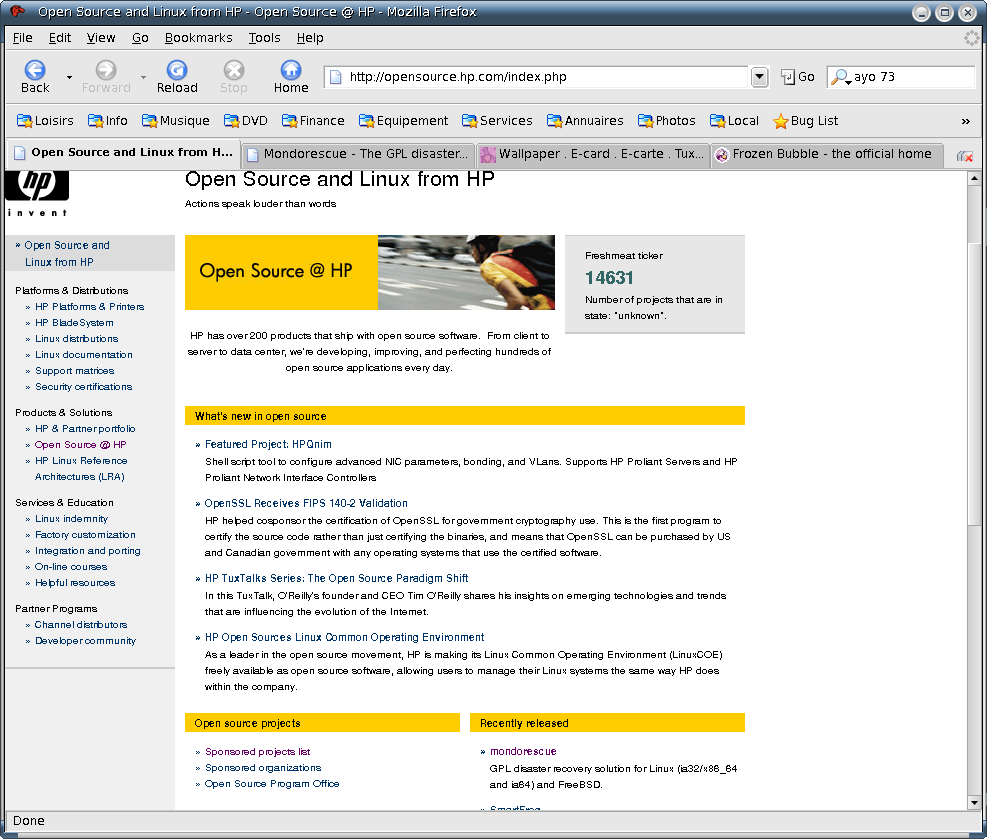 Open Source and Linux from HP - Open Source @ HP - Mozilla Firefox
File Edit View Go Bookmarks Tools Help
Back Forward Reload Stop Home http://opensource.hp.com/index.php Go ayo 73
Loisirs Info Musique DVD Finance Equipement Services Annuaires Photos Local Bug List »
Open Source and Linux from H... Mondorescue - The GPL disaster... Wallpaper . E-card . E-carte . Tux... Frozen Bubble - the official home
hp
invent
Open Source and Linux from HP
Actions speak louder than words
» Open Source and
Linux from HP
Platforms & Distributions
» HP Platforms & Printers
» HP BladeSystem
» Linux distributions
» Linux documentation
» Support matrices
» Security certifications
Products & Solutions
» HP & Partner portfolio
» Open Source @ HP
» HP Linux Reference
Architectures (LRA)
Services & Education
» Linux indemnity
» Factory customization
» Integration and porting
» On-line courses
» Helpful resources
Partner Programs
» Channel distributors
» Developer community
Open Source @ HP
Freshmeat ticker
14631
Number of projects that are in
state: "unknown".
HP has over 200 products that ship with open source software. From client to
server to data center, we're developing, improving, and perfecting hundreds of
open source applications every day.
What's new in open source
» Featured Project: HPQnim
Shell script tool to configure advanced NIC parameters, bonding, and VLans. Supports HP Proliant Servers and HP
Proliant Network Interface Controllers
» OpenSSL Receives FIPS 140-2 Validation
HP helped cosponsor the certification of OpenSSL for government cryptography use. This is the first program to
certify the source code rather than just certifying the binaries, and means that OpenSSL can be purchased by US
and Canadian government with any operating systems that use the certified software.
» HP TuxTalks Series: The Open Source Paradigm Shift
In this TuxTalk, O'Reilly's founder and CEO Tim O'Reilly shares his insights on emerging technologies and trends
that are influencing the evolution of the Internet.
» HP Open Sources Linux Common Operating Environment
As a leader in the open source movement, HP is making its Linux Common Operating Environment (LinuxCOE)
freely available as open source software, allowing users to manage their Linux systems the same way HP does
within the company.
Open source projects
» Sponsored projects list
» Sponsored organizations
» Open Source Program Office
Recently released
» mondorescue
GPL disaster recovery solution for Linux (ia32/x86_64
and ia64) and FreeBSD.
» SmartFrog
Done